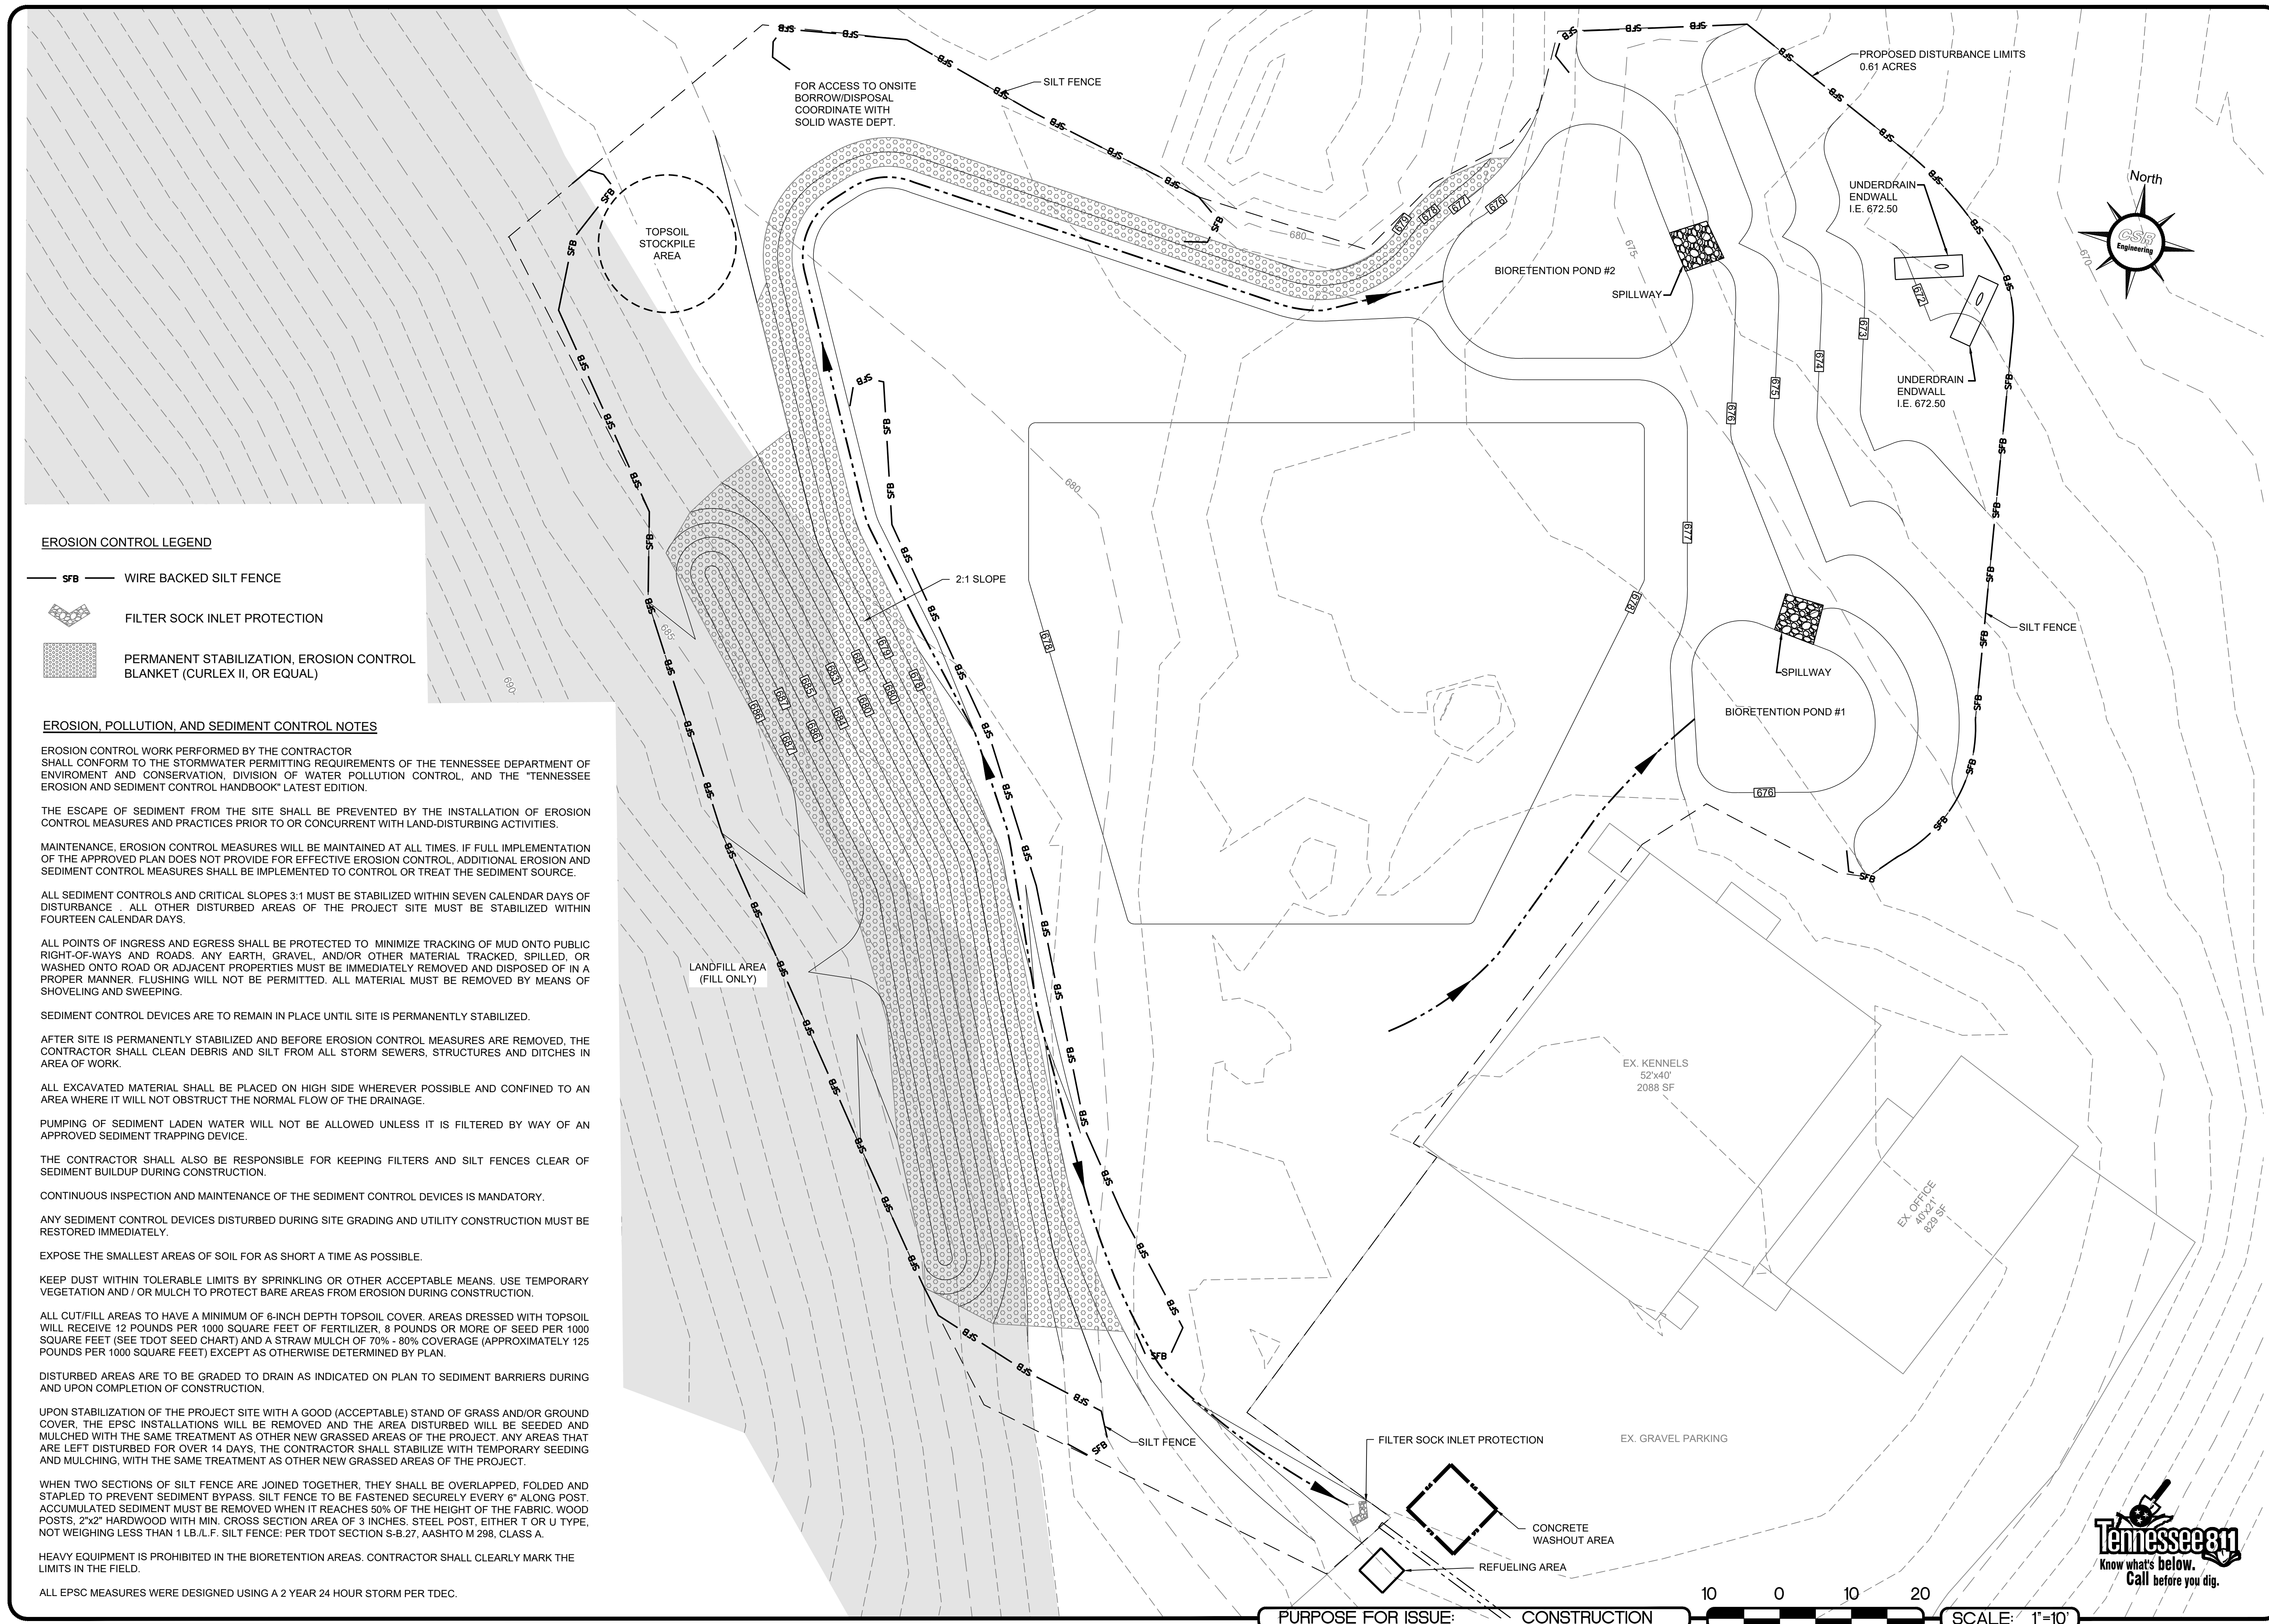 FOR ACCESS TO ONSITE
BORROW/DISPOSAL
COORDINATE WITH
SOLID WASTE DEPT.
SILT FENCE
PROPOSED DISTURBANCE LIMITS
0.61 ACRES
TOPSOIL
STOCKPILE
AREA
UNDERDRAIN
ENDWALL
I.E. 672.50
North
CSR
Engineering
BIORETENTION POND #2
SPILLWAY
UNDERDRAIN
ENDWALL
I.E. 672.50
680
675
670
679
678
677
676
672
673
674
675
676
677
678
680
678
2:1 SLOPE
SILT FENCE
SPILLWAY
BIORETENTION POND #1
676
685
690
679
681
683
685
687
686
678
680
680
684
686
687
LANDFILL AREA
(FILL ONLY)
EX. KENNELS
52'x40'
2088 SF
EX. OFFICE
40'x21'
829 SF
EX. GRAVEL PARKING
SILT FENCE
FILTER SOCK INLET PROTECTION
CONCRETE
WASHOUT AREA
REFUELING AREA
SFB
EROSION CONTROL LEGEND
SFB WIRE BACKED SILT FENCE
FILTER SOCK INLET PROTECTION
PERMANENT STABILIZATION, EROSION CONTROL
BLANKET (CURLEX II, OR EQUAL)
EROSION, POLLUTION, AND SEDIMENT CONTROL NOTES
EROSION CONTROL WORK PERFORMED BY THE CONTRACTOR
SHALL CONFORM TO THE STORMWATER PERMITTING REQUIREMENTS OF THE TENNESSEE DEPARTMENT OF
ENVIROMENT AND CONSERVATION, DIVISION OF WATER POLLUTION CONTROL, AND THE "TENNESSEE
EROSION AND SEDIMENT CONTROL HANDBOOK" LATEST EDITION.
THE ESCAPE OF SEDIMENT FROM THE SITE SHALL BE PREVENTED BY THE INSTALLATION OF EROSION
CONTROL MEASURES AND PRACTICES PRIOR TO OR CONCURRENT WITH LAND-DISTURBING ACTIVITIES.
MAINTENANCE, EROSION CONTROL MEASURES WILL BE MAINTAINED AT ALL TIMES. IF FULL IMPLEMENTATION
OF THE APPROVED PLAN DOES NOT PROVIDE FOR EFFECTIVE EROSION CONTROL, ADDITIONAL EROSION AND
SEDIMENT CONTROL MEASURES SHALL BE IMPLEMENTED TO CONTROL OR TREAT THE SEDIMENT SOURCE.
ALL SEDIMENT CONTROLS AND CRITICAL SLOPES 3:1 MUST BE STABILIZED WITHIN SEVEN CALENDAR DAYS OF
DISTURBANCE . ALL OTHER DISTURBED AREAS OF THE PROJECT SITE MUST BE STABILIZED WITHIN
FOURTEEN CALENDAR DAYS.
ALL POINTS OF INGRESS AND EGRESS SHALL BE PROTECTED TO MINIMIZE TRACKING OF MUD ONTO PUBLIC
RIGHT-OF-WAYS AND ROADS. ANY EARTH, GRAVEL, AND/OR OTHER MATERIAL TRACKED, SPILLED, OR
WASHED ONTO ROAD OR ADJACENT PROPERTIES MUST BE IMMEDIATELY REMOVED AND DISPOSED OF IN A
PROPER MANNER. FLUSHING WILL NOT BE PERMITTED. ALL MATERIAL MUST BE REMOVED BY MEANS OF
SHOVELING AND SWEEPING.
SEDIMENT CONTROL DEVICES ARE TO REMAIN IN PLACE UNTIL SITE IS PERMANENTLY STABILIZED.
AFTER SITE IS PERMANENTLY STABILIZED AND BEFORE EROSION CONTROL MEASURES ARE REMOVED, THE
CONTRACTOR SHALL CLEAN DEBRIS AND SILT FROM ALL STORM SEWERS, STRUCTURES AND DITCHES IN
AREA OF WORK.
ALL EXCAVATED MATERIAL SHALL BE PLACED ON HIGH SIDE WHEREVER POSSIBLE AND CONFINED TO AN
AREA WHERE IT WILL NOT OBSTRUCT THE NORMAL FLOW OF THE DRAINAGE.
PUMPING OF SEDIMENT LADEN WATER WILL NOT BE ALLOWED UNLESS IT IS FILTERED BY WAY OF AN
APPROVED SEDIMENT TRAPPING DEVICE.
THE CONTRACTOR SHALL ALSO BE RESPONSIBLE FOR KEEPING FILTERS AND SILT FENCES CLEAR OF
SEDIMENT BUILDUP DURING CONSTRUCTION.
CONTINUOUS INSPECTION AND MAINTENANCE OF THE SEDIMENT CONTROL DEVICES IS MANDATORY.
ANY SEDIMENT CONTROL DEVICES DISTURBED DURING SITE GRADING AND UTILITY CONSTRUCTION MUST BE
RESTORED IMMEDIATELY.
EXPOSE THE SMALLEST AREAS OF SOIL FOR AS SHORT A TIME AS POSSIBLE.
KEEP DUST WITHIN TOLERABLE LIMITS BY SPRINKLING OR OTHER ACCEPTABLE MEANS. USE TEMPORARY
VEGETATION AND / OR MULCH TO PROTECT BARE AREAS FROM EROSION DURING CONSTRUCTION.
ALL CUT/FILL AREAS TO HAVE A MINIMUM OF 6-INCH DEPTH TOPSOIL COVER. AREAS DRESSED WITH TOPSOIL
WILL RECEIVE 12 POUNDS PER 1000 SQUARE FEET OF FERTILIZER, 8 POUNDS OR MORE OF SEED PER 1000
SQUARE FEET (SEE TDOT SEED CHART) AND A STRAW MULCH OF 70% - 80% COVERAGE (APPROXIMATELY 125
POUNDS PER 1000 SQUARE FEET) EXCEPT AS OTHERWISE DETERMINED BY PLAN.
DISTURBED AREAS ARE TO BE GRADED TO DRAIN AS INDICATED ON PLAN TO SEDIMENT BARRIERS DURING
AND UPON COMPLETION OF CONSTRUCTION.
UPON STABILIZATION OF THE PROJECT SITE WITH A GOOD (ACCEPTABLE) STAND OF GRASS AND/OR GROUND
COVER, THE EPSC INSTALLATIONS WILL BE REMOVED AND THE AREA DISTURBED WILL BE SEEDED AND
MULCHED WITH THE SAME TREATMENT AS OTHER NEW GRASSED AREAS OF THE PROJECT. ANY AREAS THAT
ARE LEFT DISTURBED FOR OVER 14 DAYS, THE CONTRACTOR SHALL STABILIZE WITH TEMPORARY SEEDING
AND MULCHING, WITH THE SAME TREATMENT AS OTHER NEW GRASSED AREAS OF THE PROJECT.
WHEN TWO SECTIONS OF SILT FENCE ARE JOINED TOGETHER, THEY SHALL BE OVERLAPPED, FOLDED AND
STAPLED TO PREVENT SEDIMENT BYPASS. SILT FENCE TO BE FASTENED SECURELY EVERY 6" ALONG POST.
ACCUMULATED SEDIMENT MUST BE REMOVED WHEN IT REACHES 50% OF THE HEIGHT OF THE FABRIC. WOOD
POSTS, 2"x2" HARDWOOD WITH MIN. CROSS SECTION AREA OF 3 INCHES. STEEL POST, EITHER T OR U TYPE,
NOT WEIGHING LESS THAN 1 LB./L.F. SILT FENCE: PER TDOT SECTION S-B.27, AASHTO M 298, CLASS A.
HEAVY EQUIPMENT IS PROHIBITED IN THE BIORETENTION AREAS. CONTRACTOR SHALL CLEARLY MARK THE
LIMITS IN THE FIELD.
ALL EPSC MEASURES WERE DESIGNED USING A 2 YEAR 24 HOUR STORM PER TDEC.
Tennessee811
Know what's below.
Call before you dig.
10 0 10 20
PURPOSE FOR ISSUE: CONSTRUCTION
SCALE: 1"=10'